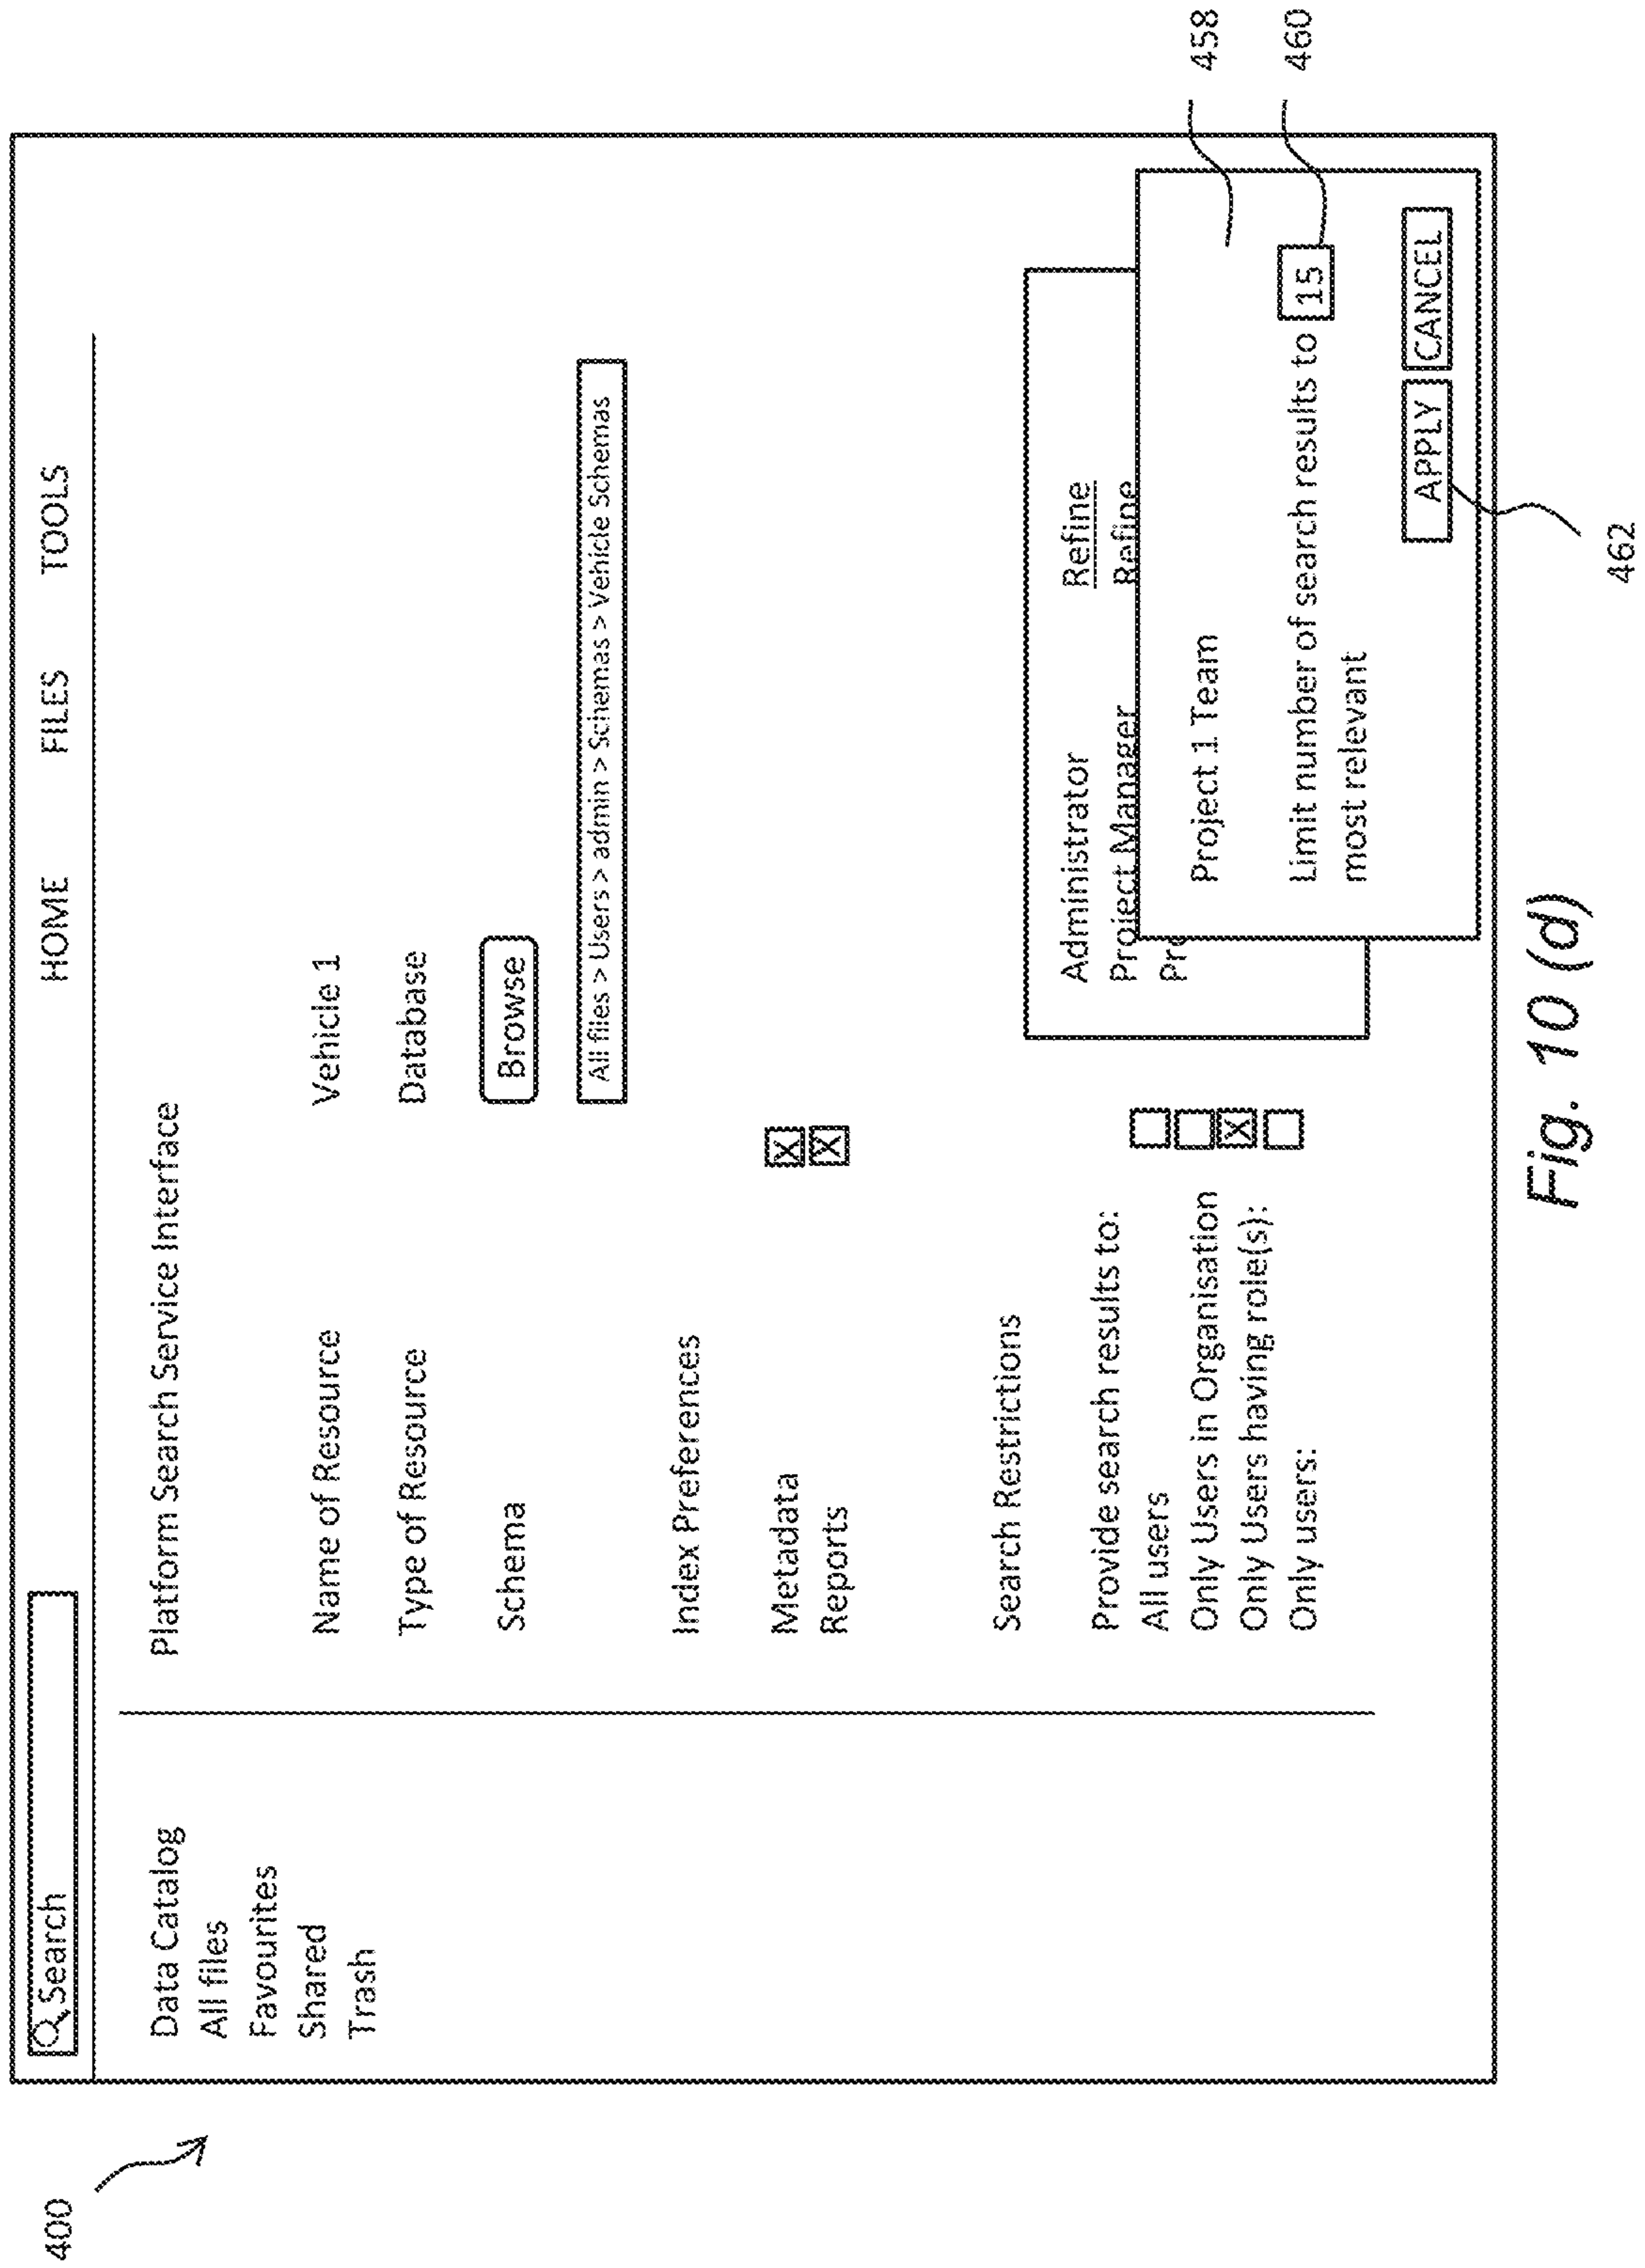 400
Search
HOME FILES TOOLS
Data Catalog
All files
Favourites
Shared
Trash
Platform Search Service Interface
Name of Resource Vehicle 1
Type of Resource Database
Schema Browse
All files > Users > admin > Schemas > Vehicle Schemas
Index Preferences
Metadata X
Reports X
Search Restrictions
Provide search results to:
All users
Only Users in Organisation
Only Users having role(s): X
Only users:
Administrator Refine
Project Manager Refine
Pro
Project 1 Team
Limit number of search results to 15
most relevant
APPLY CANCEL
458
460
462
Fig. 10 (d)